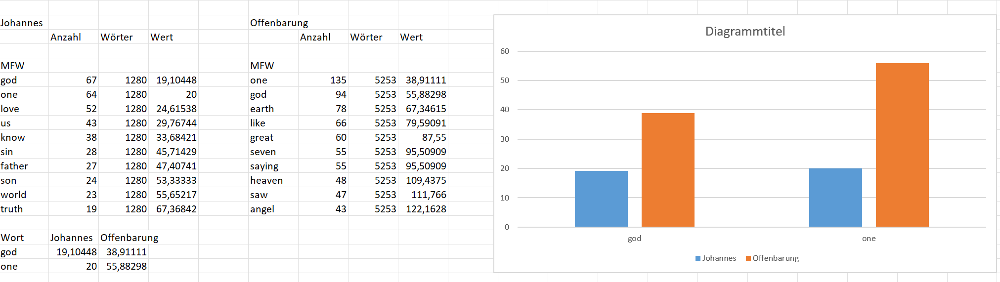 Johannes Offenbarung
Anzahl Wörter Wert Anzahl Wörter Wert
MFW MFW
god 67 1280 19,10448 one 135 5253 38,91111
one 64 1280 20 god 94 5253 55,88298
love 52 1280 24,61538 earth 78 5253 67,34615
us 43 1280 29,76744 like 66 5253 79,59091
know 38 1280 33,68421 great 60 5253 87,55
sin 28 1280 45,71429 seven 55 5253 95,50909
father 27 1280 47,40741 saying 55 5253 95,50909
son 24 1280 53,33333 heaven 48 5253 109,4375
world 23 1280 55,65217 saw 47 5253 111,766
truth 19 1280 67,36842 angel 43 5253 122,1628
Wort Johannes Offenbarung
god 19,10448 38,91111
one 20 55,88298
Diagrammtitel
60
50
40
30
20
10
0
god one
Johannes Offenbarung